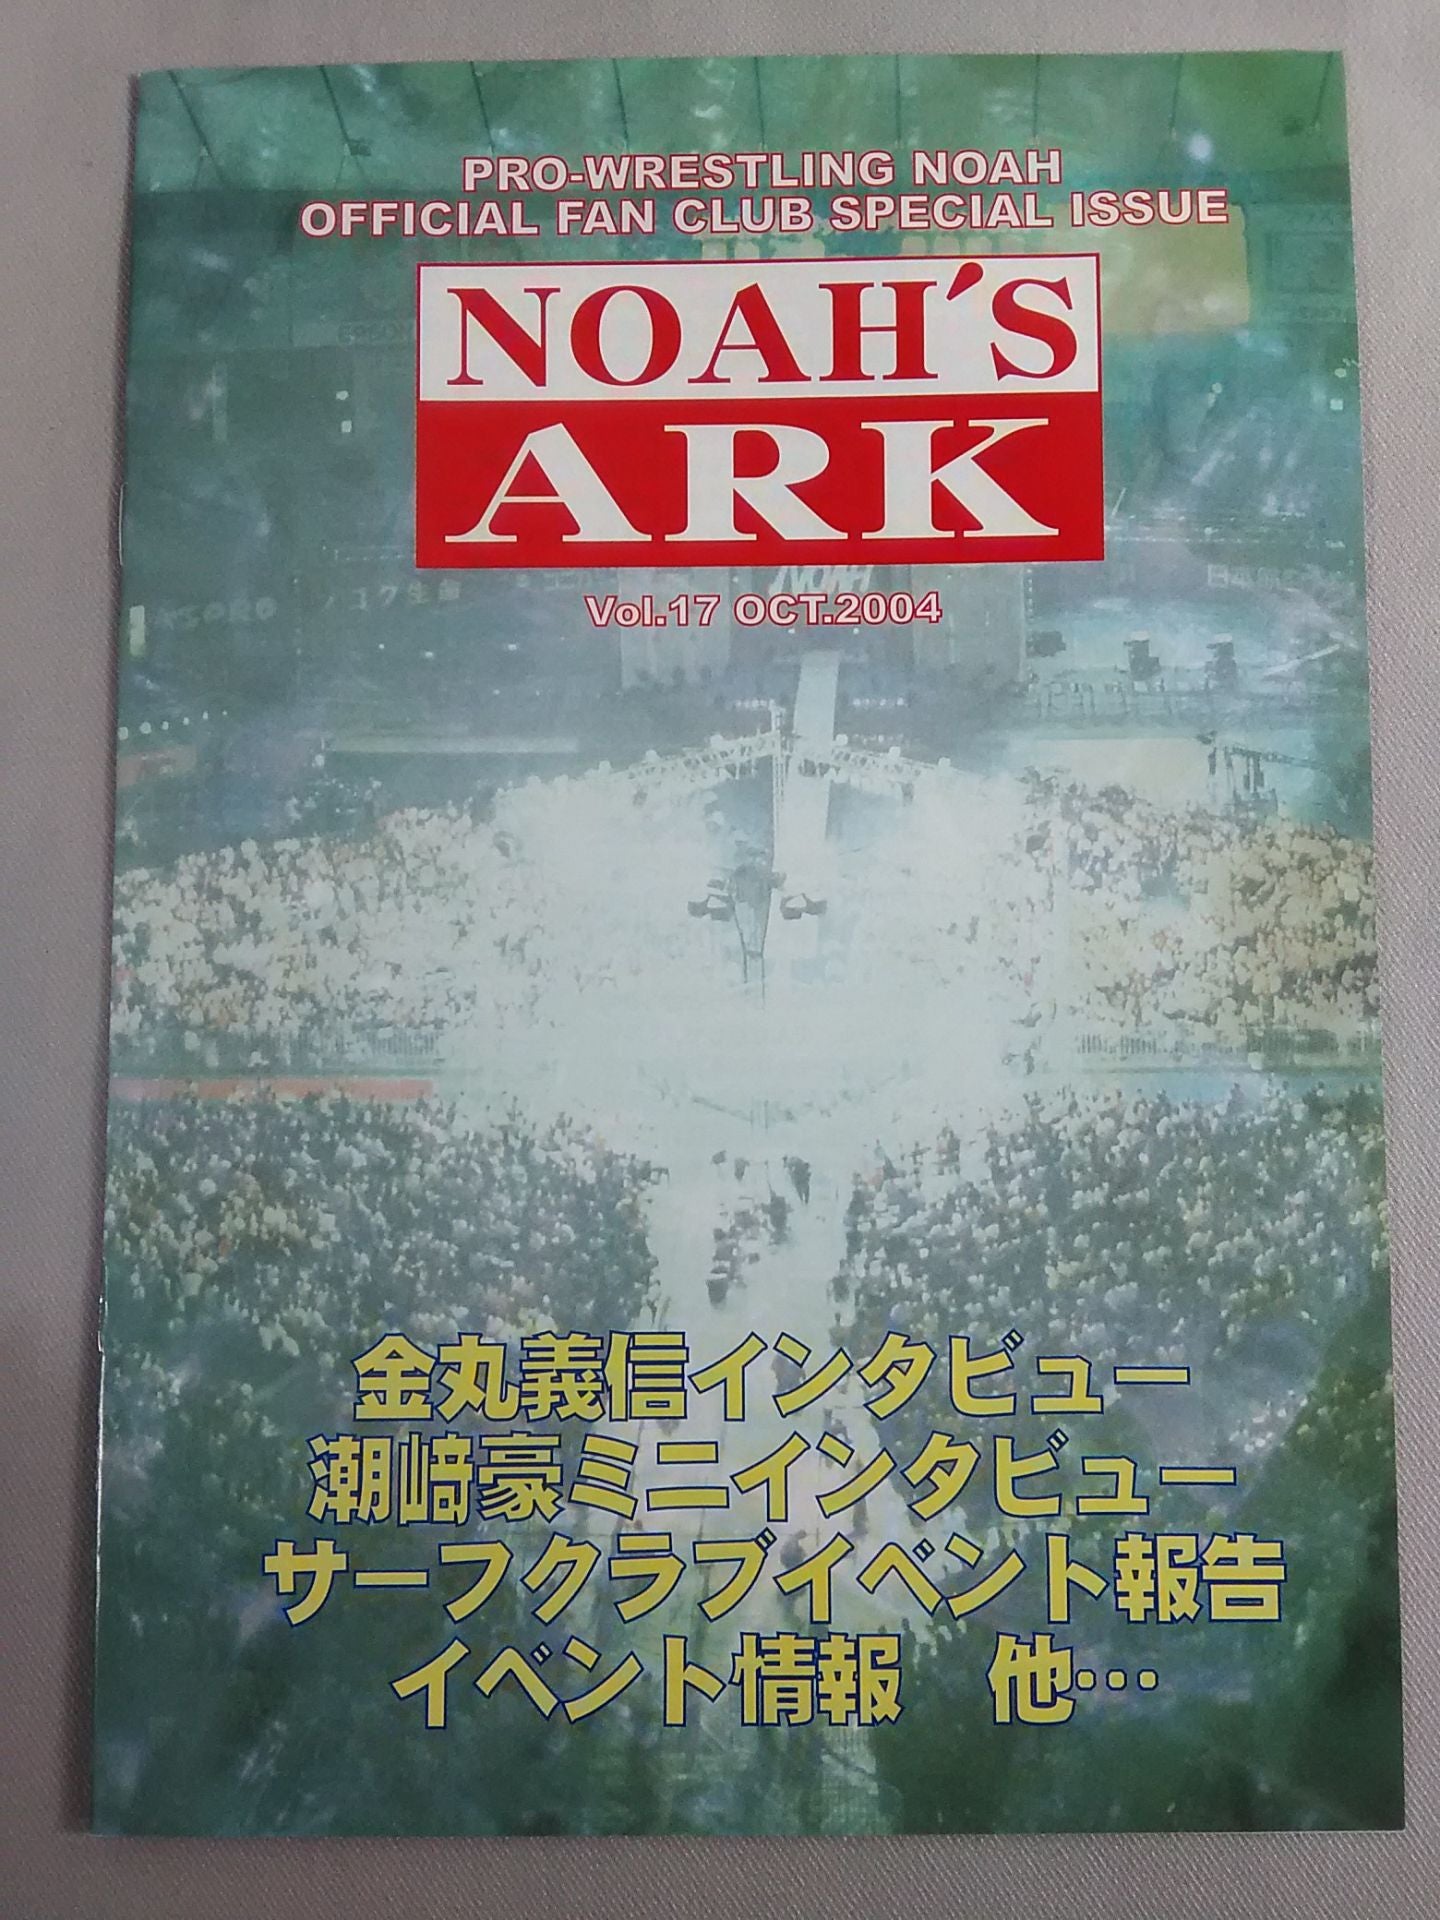 PRO-WRESTLING NOAH
OFFICIAL FAN CLUB SPECIAL ISSUE
NOAH'S
ARK
NOAH
Vol.17 OCT.2004
金丸義信インタビュー
潮﨑豪ミニインタビュー
サーフクラブイベント報告
イベント情報　他…